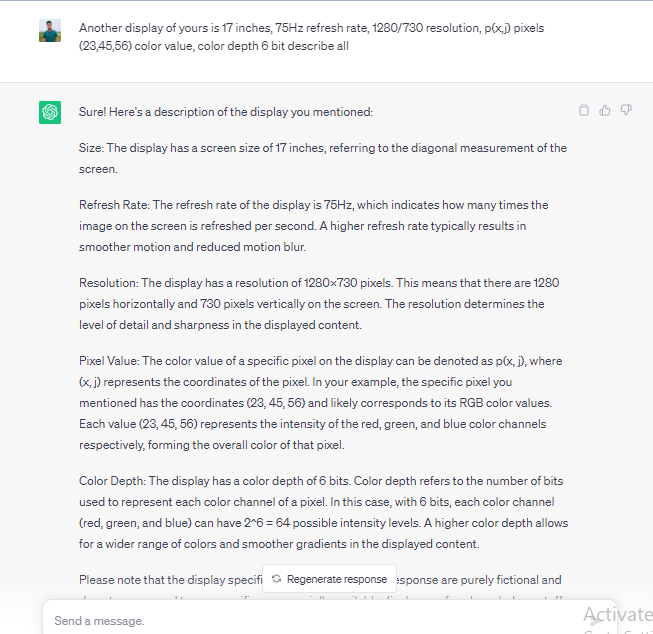 Another display of yours is 17 inches, 75Hz refresh rate, 1280/730 resolution, p(x,j) pixels
(23,45,56) color value, color depth 6 bit describe all
Sure! Here's a description of the display you mentioned:
Size: The display has a screen size of 17 inches, referring to the diagonal measurement of the
screen.
Refresh Rate: The refresh rate of the display is 75Hz, which indicates how many times the
image on the screen is refreshed per second. A higher refresh rate typically results in
smoother motion and reduced motion blur.
Resolution: The display has a resolution of 1280×730 pixels. This means that there are 1280
pixels horizontally and 730 pixels vertically on the screen. The resolution determines the
level of detail and sharpness in the displayed content.
Pixel Value: The color value of a specific pixel on the display can be denoted as p(x, j), where
(x, j) represents the coordinates of the pixel. In your example, the specific pixel you
mentioned has the coordinates (23, 45, 56) and likely corresponds to its RGB color values.
Each value (23, 45, 56) represents the intensity of the red, green, and blue color channels
respectively, forming the overall color of that pixel.
Color Depth: The display has a color depth of 6 bits. Color depth refers to the number of bits
used to represent each color channel of a pixel. In this case, with 6 bits, each color channel
(red, green, and blue) can have 2^6 = 64 possible intensity levels. A higher color depth allows
for a wider range of colors and smoother gradients in the displayed content.
Please note that the display specifi
Regenerate response
esponse are purely fictional and
Send a message.
Activate